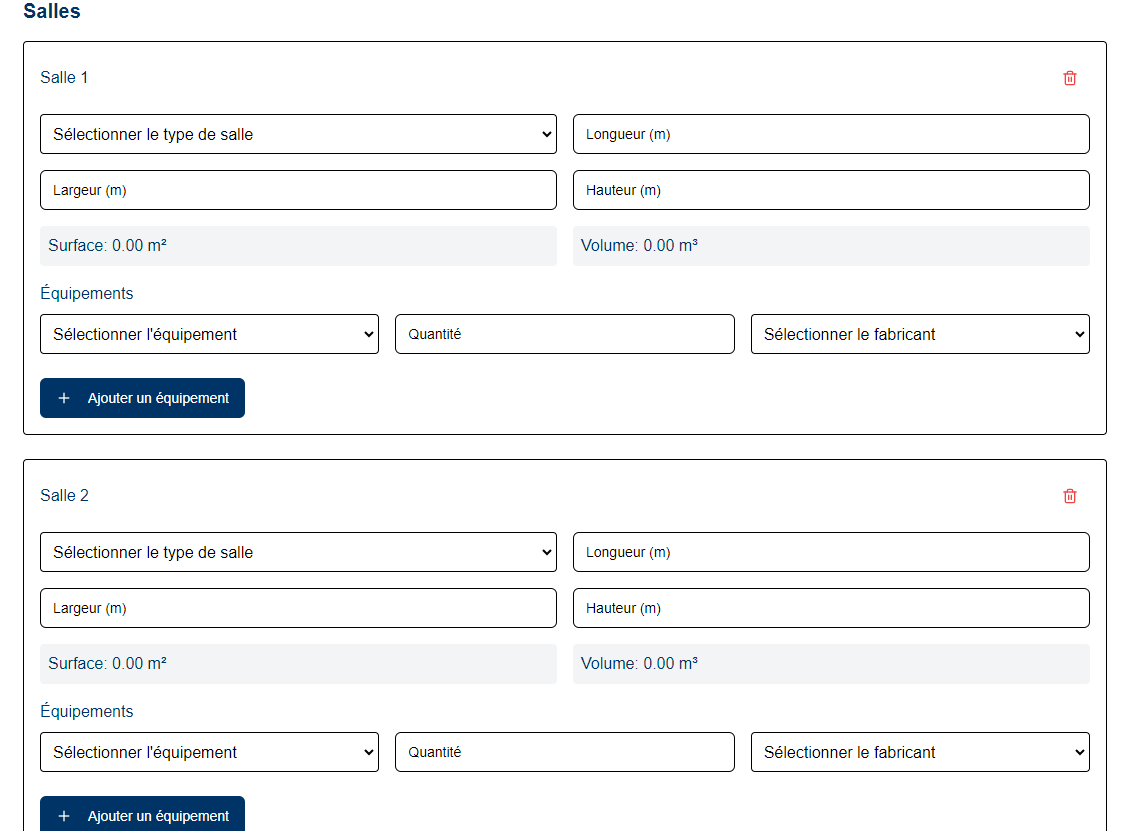 Salles
Salle 1
Sélectionner le type de salle
Longueur (m)
Largeur (m)
Hauteur (m)
Surface: 0.00 m²
Volume: 0.00 m³
Équipements
Sélectionner l'équipement
Quantité
Sélectionner le fabricant
+ Ajouter un équipement
Salle 2
Sélectionner le type de salle
Longueur (m)
Largeur (m)
Hauteur (m)
Surface: 0.00 m²
Volume: 0.00 m³
Équipements
Sélectionner l'équipement
Quantité
Sélectionner le fabricant
+ Ajouter un équipement